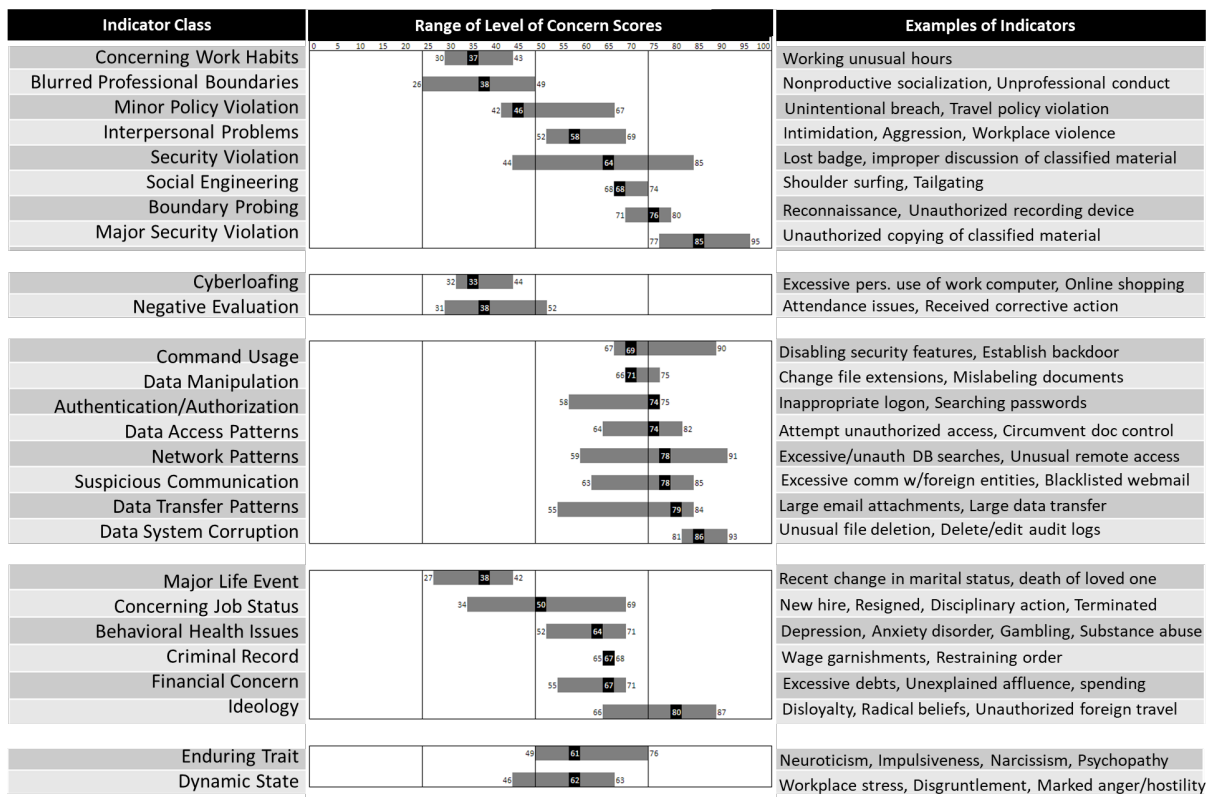 Indicator Class Range of Level of Concern Scores Examples of Indicators
0 5 10 15 20 25 30 35 40 45 50 55 60 65 70 75 80 85 90 95 100
Concerning Work Habits 30 37 43 Working unusual hours
Blurred Professional Boundaries 26 38 49 Nonproductive socialization, Unprofessional conduct
Minor Policy Violation 42 46 67 Unintentional breach, Travel policy violation
Interpersonal Problems 52 58 69 Intimidation, Aggression, Workplace violence
Security Violation 44 64 85 Lost badge, improper discussion of classified material
Social Engineering 68 68 74 Shoulder surfing, Tailgating
Boundary Probing 71 76 80 Reconnaissance, Unauthorized recording device
Major Security Violation 77 85 95 Unauthorized copying of classified material
Cyberloafing 32 33 44 Excessive pers. use of work computer, Online shopping
Negative Evaluation 31 38 52 Attendance issues, Received corrective action
Command Usage 67 69 90 Disabling security features, Establish backdoor
Data Manipulation 66 71 75 Change file extensions, Mislabeling documents
Authentication/Authorization 58 74 75 Inappropriate logon, Searching passwords
Data Access Patterns 64 74 82 Attempt unauthorized access, Circumvent doc control
Network Patterns 59 78 91 Excessive/unauth DB searches, Unusual remote access
Suspicious Communication 63 78 85 Excessive comm w/foreign entities, Blacklisted webmail
Data Transfer Patterns 55 79 84 Large email attachments, Large data transfer
Data System Corruption 81 86 93 Unusual file deletion, Delete/edit audit logs
Major Life Event 27 38 42 Recent change in marital status, death of loved one
Concerning Job Status 34 50 69 New hire, Resigned, Disciplinary action, Terminated
Behavioral Health Issues 52 64 71 Depression, Anxiety disorder, Gambling, Substance abuse
Criminal Record 65 67 68 Wage garnishments, Restraining order
Financial Concern 55 67 71 Excessive debts, Unexplained affluence, spending
Ideology 66 80 87 Disloyalty, Radical beliefs, Unauthorized foreign travel
Enduring Trait 49 61 76 Neuroticism, Impulsiveness, Narcissism, Psychopathy
Dynamic State 46 62 63 Workplace stress, Disgruntlement, Marked anger/hostility